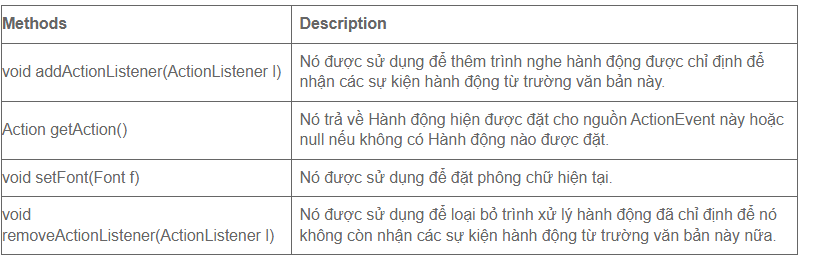 Methods Description
void addActionListener(ActionListener l) Nó được sử dụng để thêm trình nghe hành động được chỉ định để
nhận các sự kiện hành động từ trường văn bản này.
Action getAction() Nó trả về Hành động hiện được đặt cho nguồn ActionEvent này hoặc
null nếu không có Hành động nào được đặt.
void setFont(Font f) Nó được sử dụng để đặt phông chữ hiện tại.
void
removeActionListener(ActionListener l)
Nó được sử dụng để loại bỏ trình xử lý hành động đã chỉ định để nó
không còn nhận các sự kiện hành động từ trường văn bản này nữa.